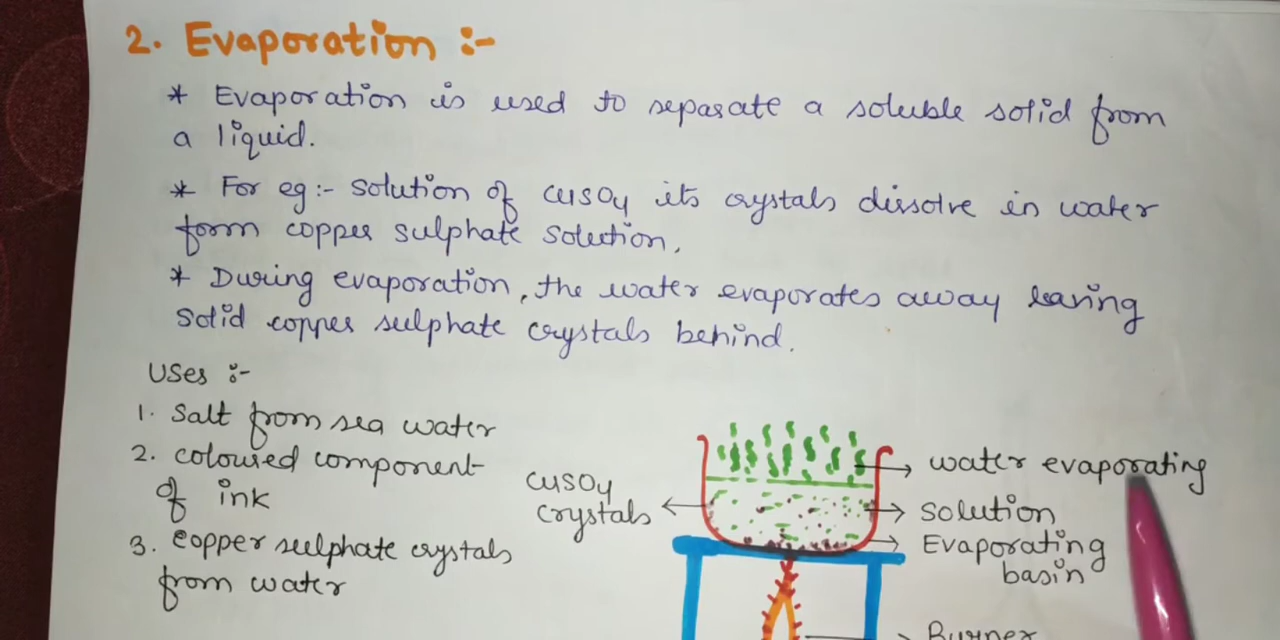 2. Evaporation :-
* Evaporation is used to separate a soluble solid from
a liquid.
* For eg :- solution of CuSO4 its crystals dissolve in water
form copper sulphate solution.
* During evaporation, the water evaporates away leaving
solid copper sulphate crystals behind.
Uses :-
1. Salt from sea water
2. coloured component
of ink
3. copper sulphate crystals
from water
CuSO4
crystals
water evaporating
solution
Evaporating
basin
Burner